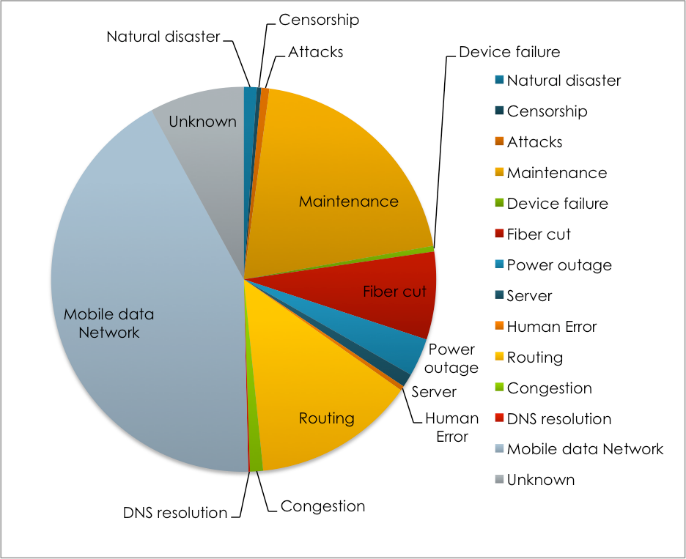 Censorship
Natural disaster
Attacks
Device failure
Unknown
Maintenance
Fiber cut
Mobile data
Network
Power
outage
Server
Routing
Human
Error
Congestion
DNS resolution
Natural disaster
Censorship
Attacks
Maintenance
Device failure
Fiber cut
Power outage
Server
Human Error
Routing
Congestion
DNS resolution
Mobile data Network
Unknown